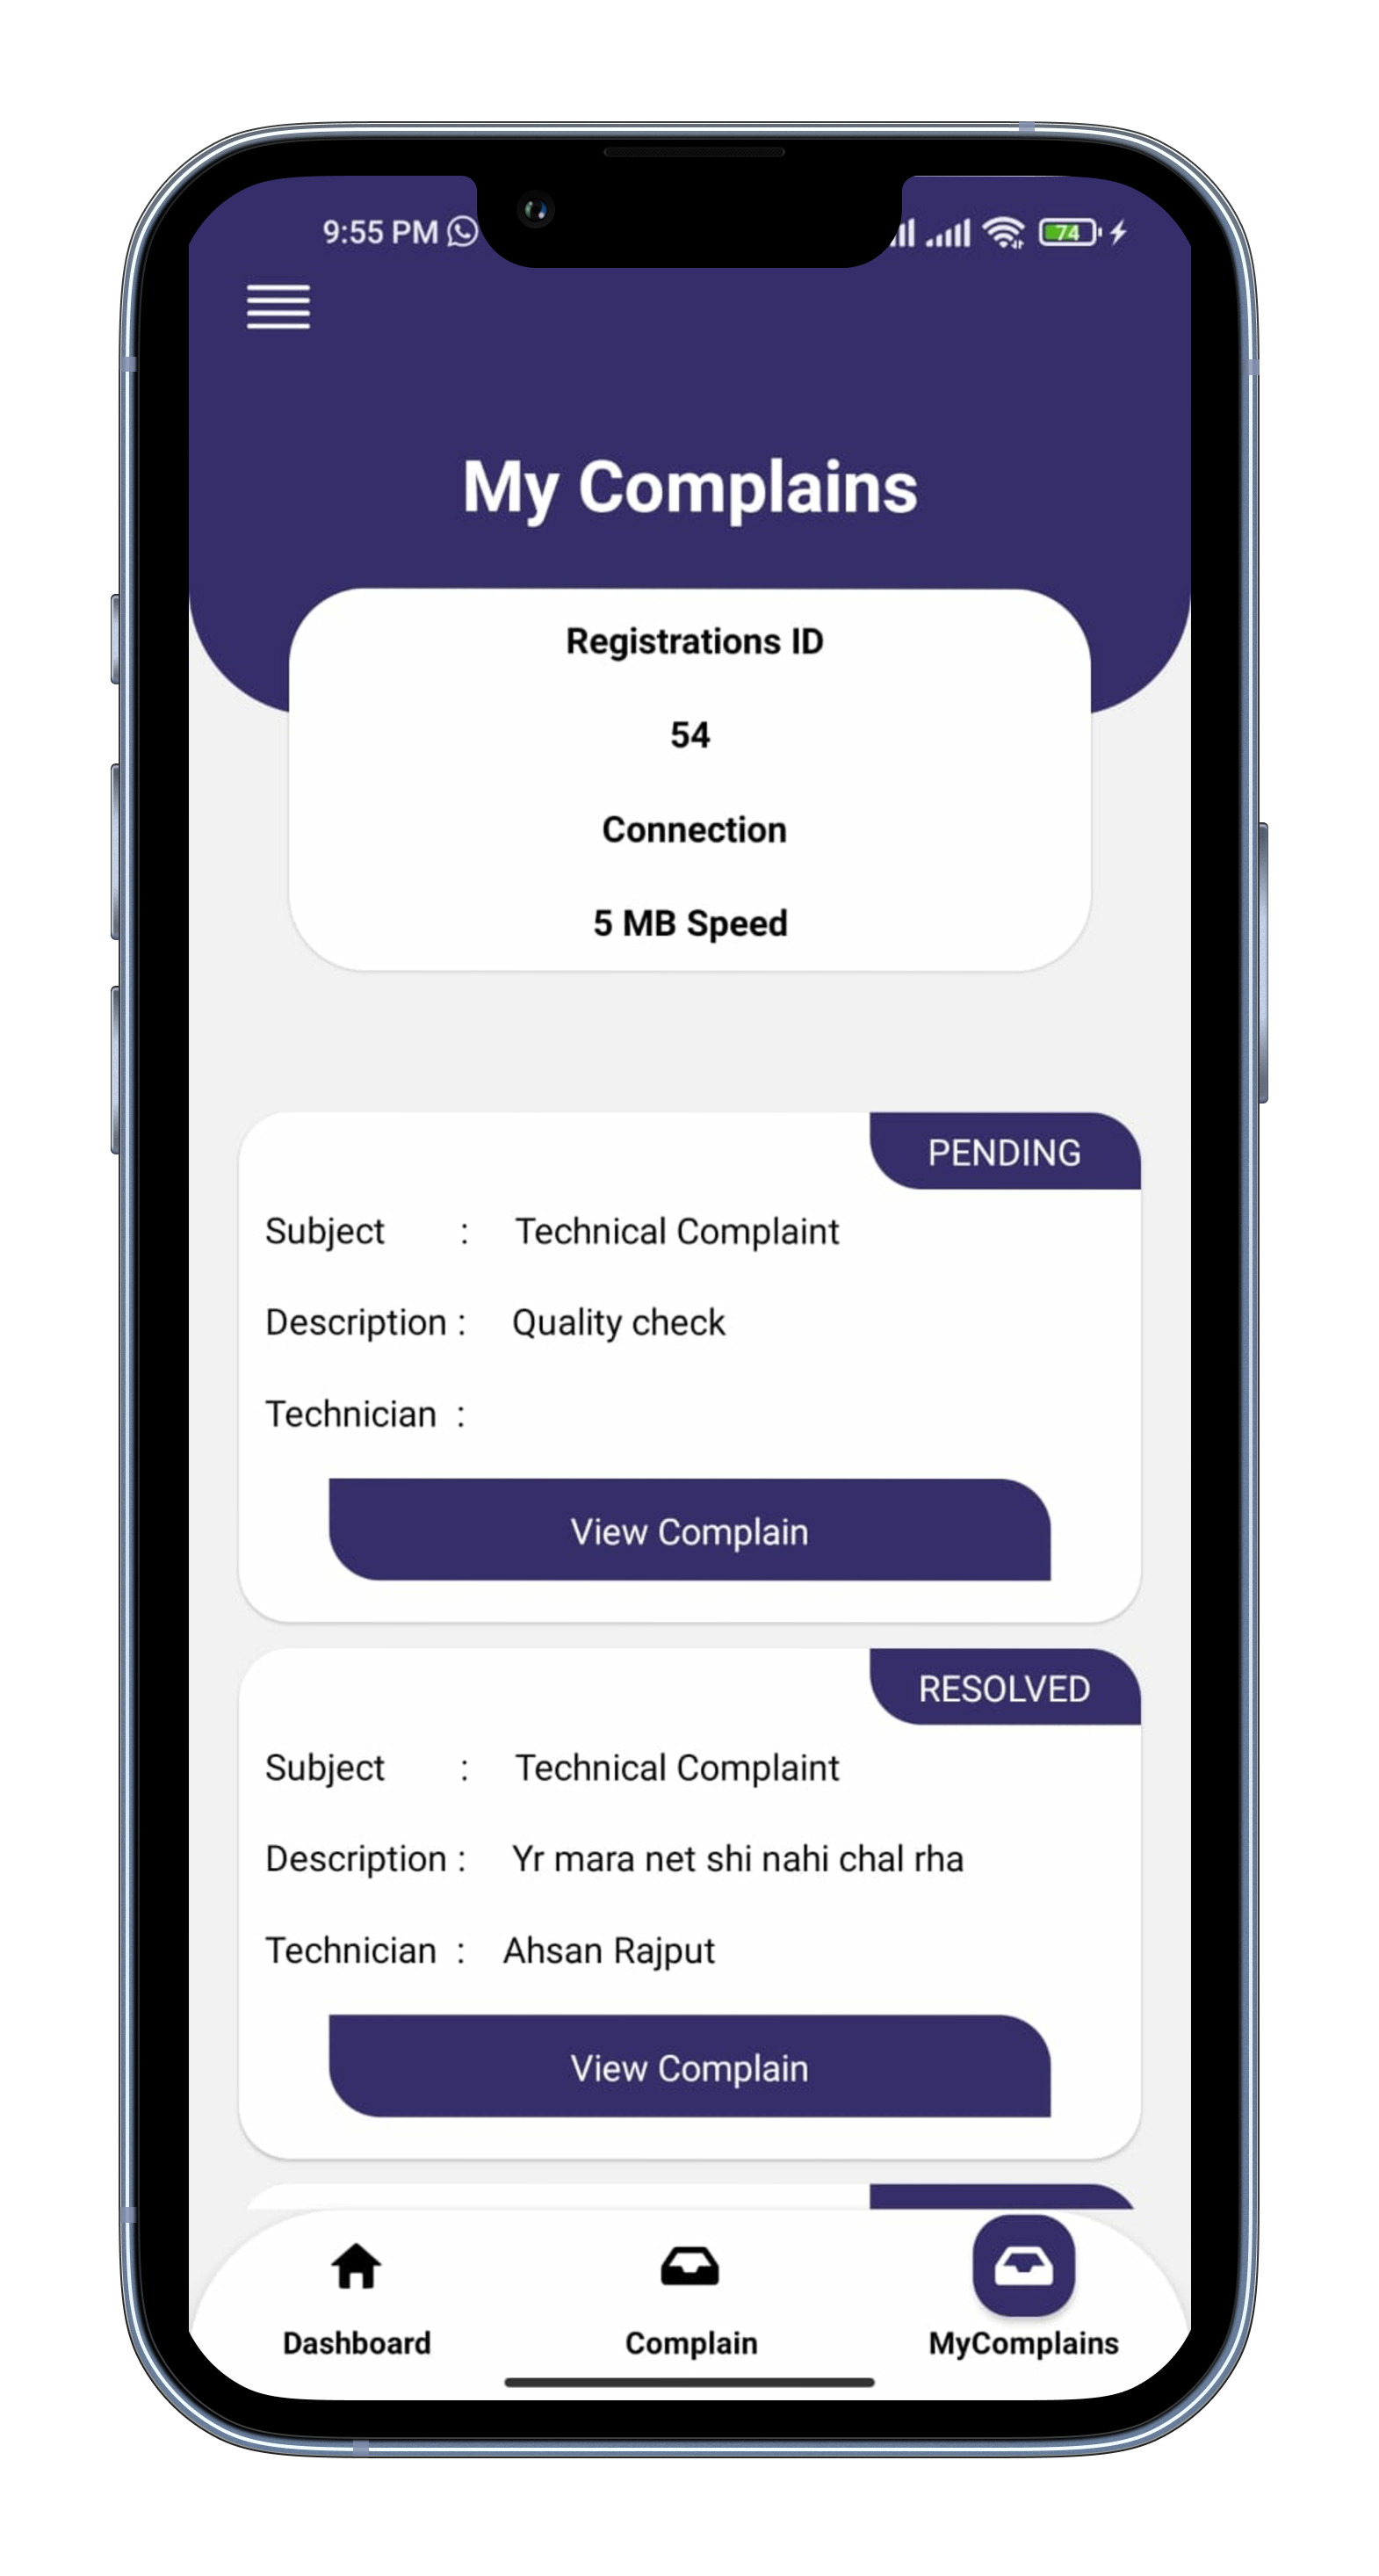 9:55 PM
74
My Complains
Registrations ID
54
Connection
5 MB Speed
PENDING
Subject : Technical Complaint
Description : Quality check
Technician :
View Complain
RESOLVED
Subject : Technical Complaint
Description : Yr mara net shi nahi chal rha
Technician : Ahsan Rajput
View Complain
Dashboard Complain MyComplains